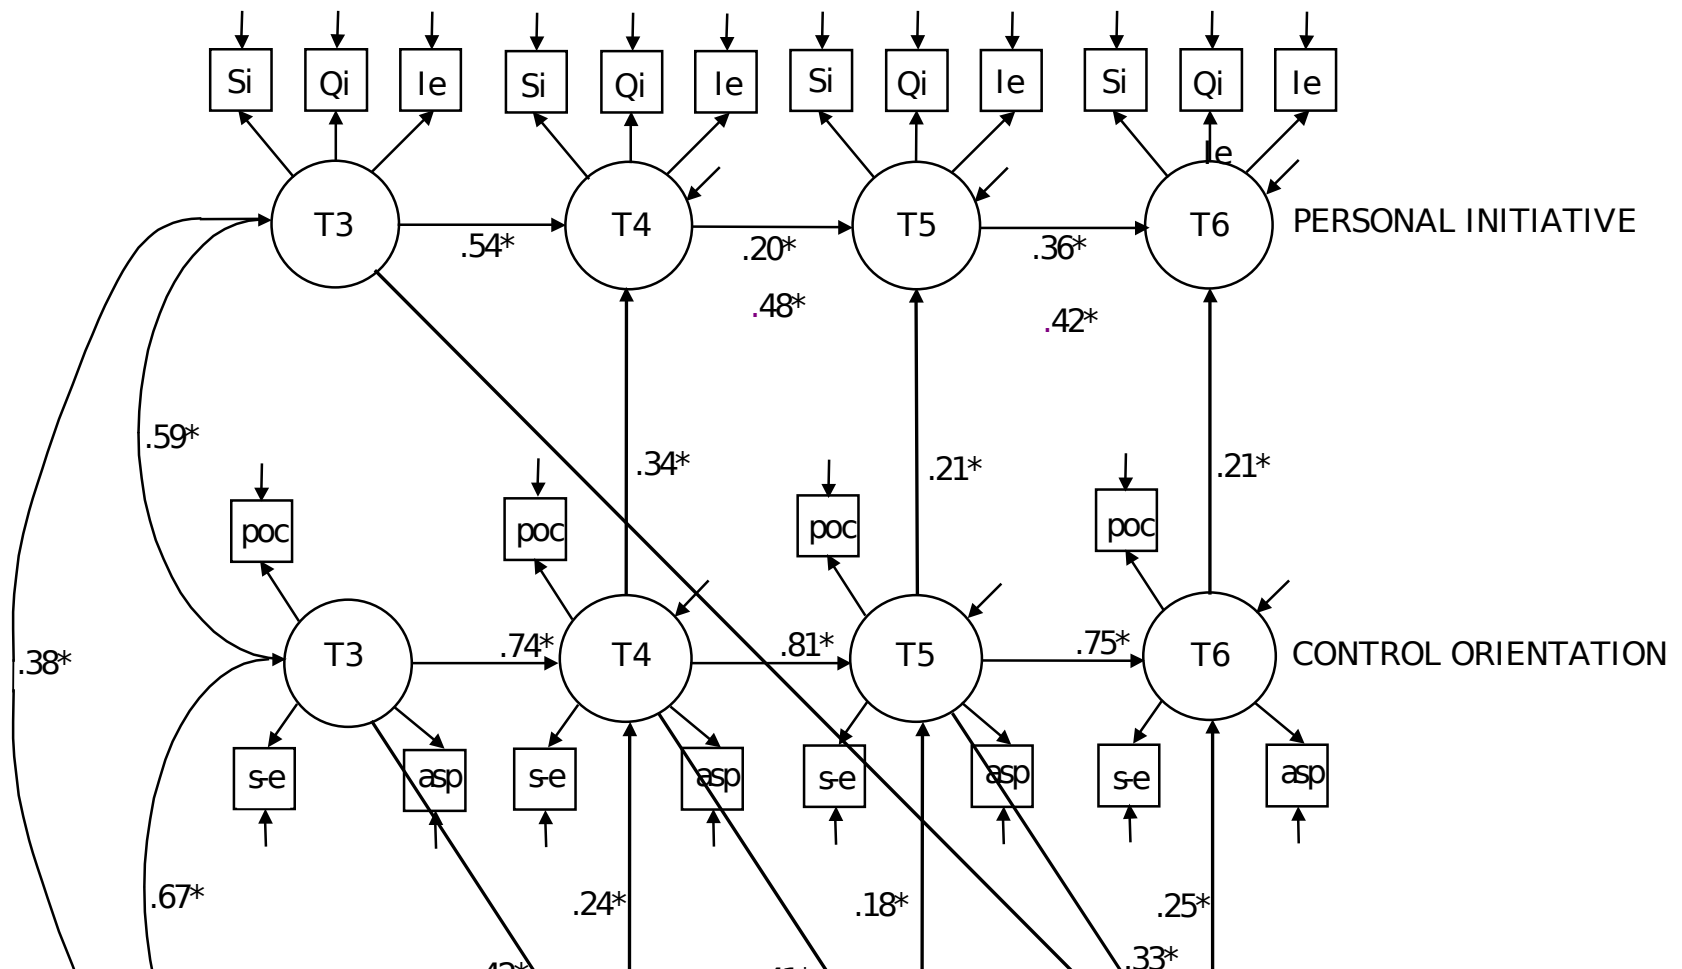 Si Qi Ie Si Qi Ie Si Qi Ie Si Qi Ie
Ie
T3 T4 T5 T6 PERSONAL INITIATIVE
.54* .20* .36*
.48* .42*
.59* .34* .21* .21*
poc poc poc poc
T3 .74* T4 .81* T5 .75* T6 CONTROL ORIENTATION
.38*
s-e asp s-e asp s-e asp s-e asp
.67* .24* .18* .25*
.33*